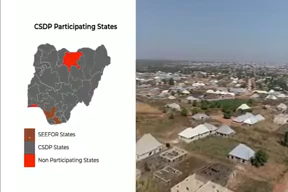 CSDP Participating States
SEEFOR States
CSDP States
Non Participating States